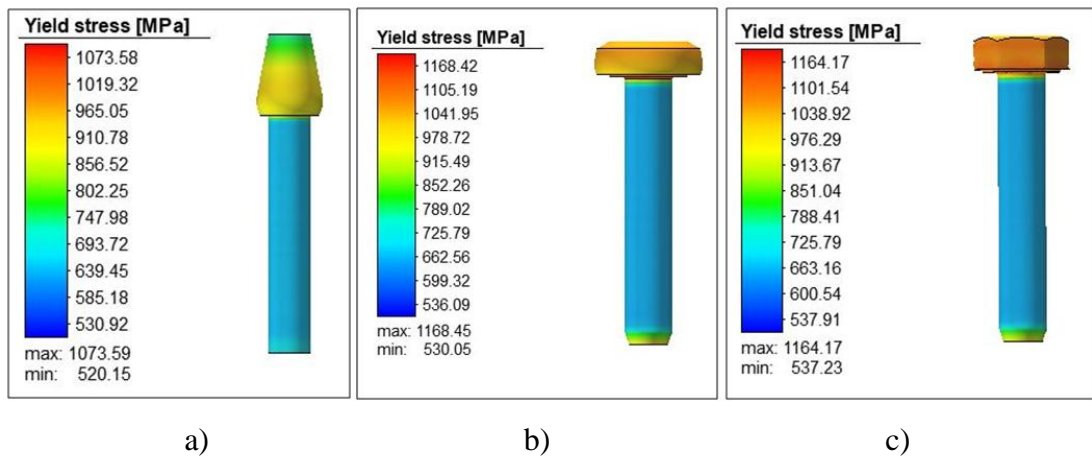 Yield stress [MPa]
1073.58
1019.32
965.05
910.78
856.52
802.25
747.98
693.72
639.45
585.18
530.92
max: 1073.59
min: 520.15
Yield stress [MPa]
1168.42
1105.19
1041.95
978.72
915.49
852.26
789.02
725.79
662.56
599.32
536.09
max: 1168.45
min: 530.05
Yield stress [MPa]
1164.17
1101.54
1038.92
976.29
913.67
851.04
788.41
725.79
663.16
600.54
537.91
max: 1164.17
min: 537.23
a)
b)
c)